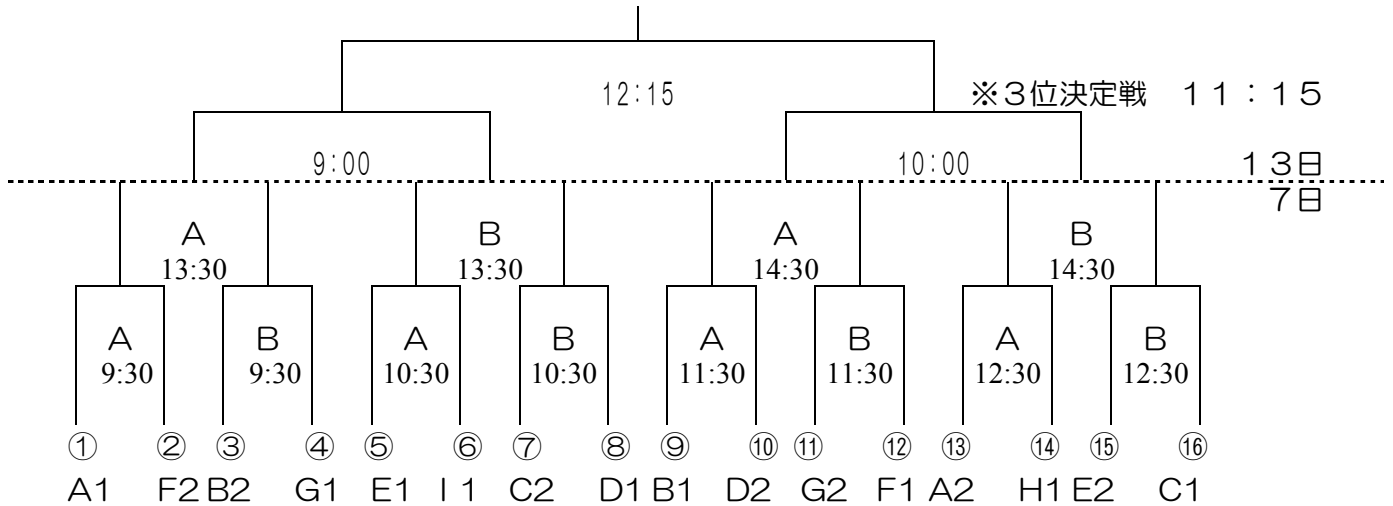 12:15 ※3位決定戦 11:15
9:00 10:00 13日
7日
A B A B
13:30 13:30 14:30 14:30
A B A B A B A B
9:30 9:30 10:30 10:30 11:30 11:30 12:30 12:30
① ② ③ ④ ⑤ ⑥ ⑦ ⑧ ⑨ ⑩ ⑪ ⑫ ⑬ ⑭ ⑮ ⑯
A1 F2 B2 G1 E1 I1 C2 D1 B1 D2 G2 F1 A2 H1 E2 C1